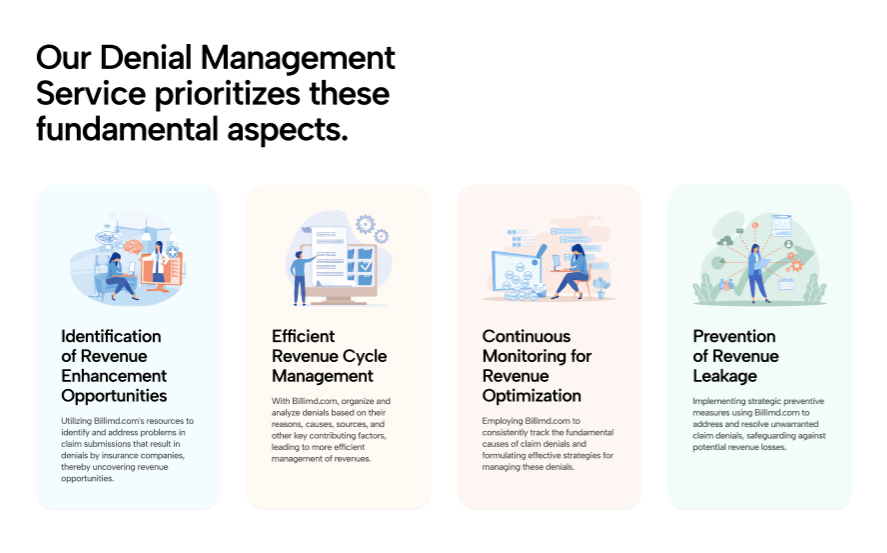 Our Denial Management
Service prioritizes these
fundamental aspects.
Identification
of Revenue
Enhancement
Opportunities
Utilizing Billimd.com's resources to
identify and address problems in
claim submissions that result in
denials by insurance companies,
thereby uncovering revenue
opportunities.
Efficient
Revenue Cycle
Management
With Billimd.com, organize and
analyze denials based on their
reasons, causes, sources, and
other key contributing factors,
leading to more efficient
management of revenues.
Continuous
Monitoring for
Revenue
Optimization
Employing Billimd.com to
consistently track the fundamental
causes of claim denials and
formulating effective strategies for
managing these denials.
Prevention
of Revenue
Leakage
Implementing strategic preventive
measures using Billimd.com to
address and resolve unwarranted
claim denials, safeguarding against
potential revenue losses.